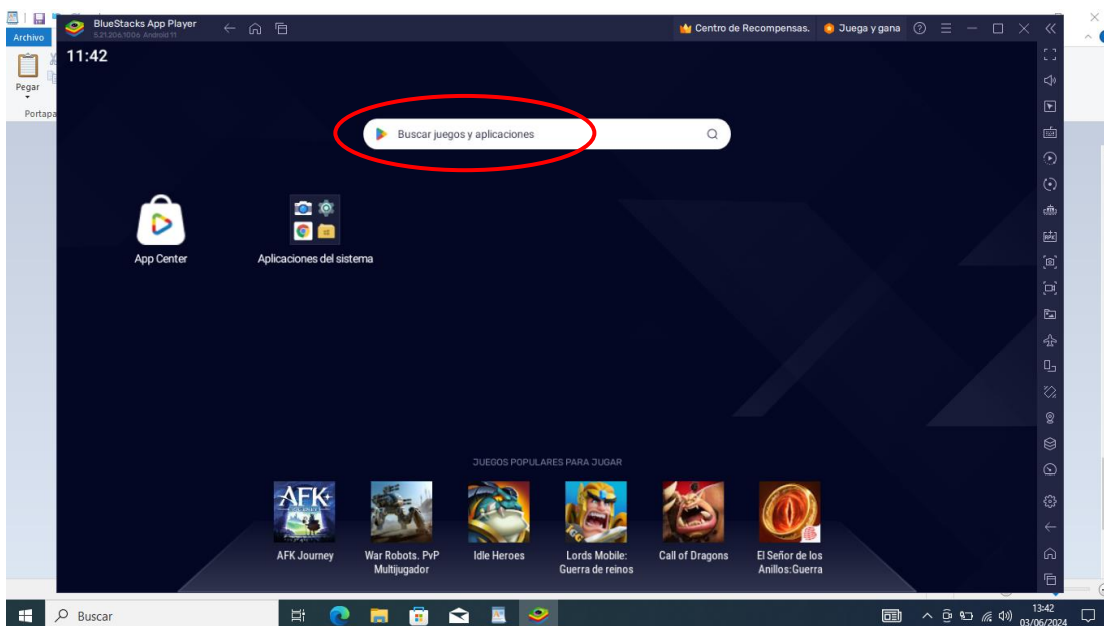 BlueStacks App Player
5.21.206.1006 Android 11
Centro de Recompensas.
Juega y gana
Archivo
11:42
Pegar
Portapa
Buscar juegos y aplicaciones
App Center
Aplicaciones del sistema
JUEGOS POPULARES PARA JUGAR
AFK Journey
War Robots. PvP
Multijugador
Idle Heroes
Lords Mobile:
Guerra de reinos
Call of Dragons
El Señor de los
Anillos:Guerra
Buscar
13:42
03/06/2024